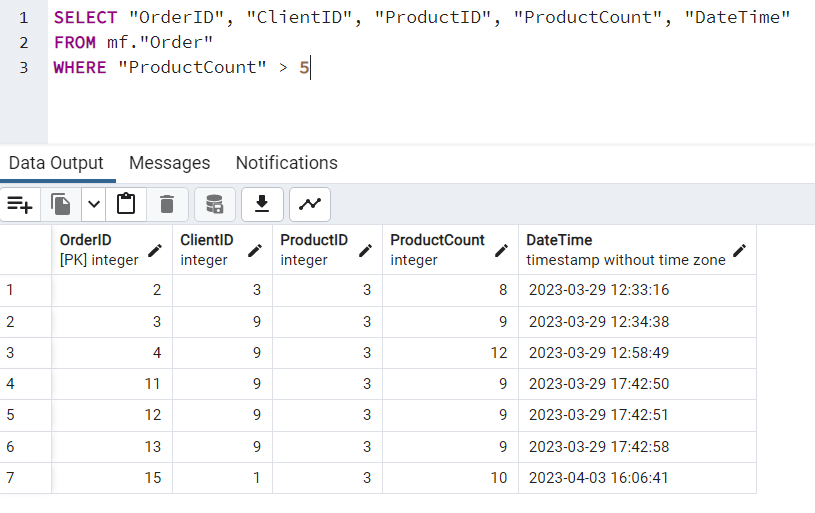 1 SELECT "OrderID", "ClientID", "ProductID", "ProductCount", "DateTime"
2 FROM mf."Order"
3 WHERE "ProductCount" > 5
Data Output Messages Notifications
OrderID ClientID ProductID ProductCount DateTime
[PK] integer integer integer integer timestamp without time zone
1 2 3 3 8 2023-03-29 12:33:16
2 3 9 3 9 2023-03-29 12:34:38
3 4 9 3 12 2023-03-29 12:58:49
4 11 9 3 9 2023-03-29 17:42:50
5 12 9 3 9 2023-03-29 17:42:51
6 13 9 3 9 2023-03-29 17:42:58
7 15 1 3 10 2023-04-03 16:06:41